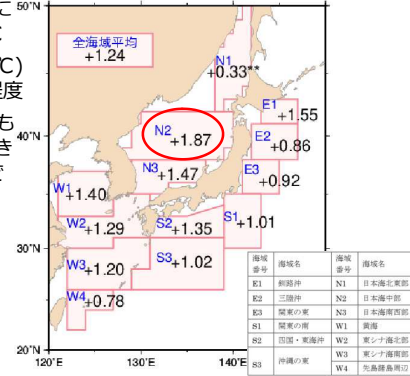 に
℃)
程度
も
き
50°N
全海域平均
+1.24
N1
+0.33**
E1
+1.55
40°N
N2
+1.87
E2
+0.86
N3
+1.47
E3
+0.92
W1
+1.40
W2
+1.29
S2
+1.35
S1
+1.01
30°N
W3
+1.20
S3
+1.02
W4
+0.78
20°N
120°E
130°E
140°E
海域番号 海域名 海域番号 海域名
E1 釧路沖 N1 日本海北東部
E2 三陸沖 N2 日本海中部
E3 関東の東 N3 日本海南西部
S1 関東の南 W1 黄海
S2 四国・東海沖 W2 東シナ海北部
S3 沖縄の東 W3 東シナ海南部
W4 先島諸島周辺